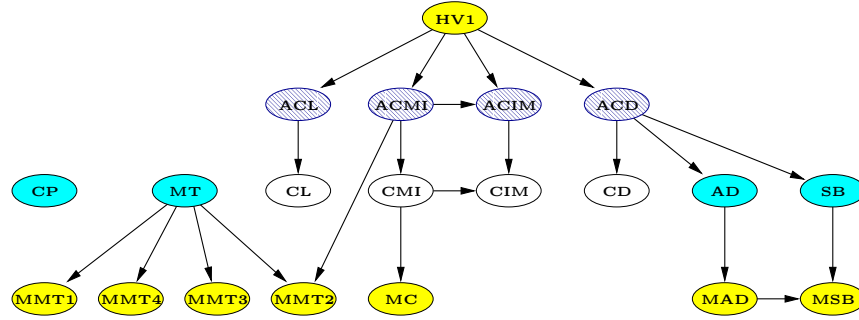 HV1
ACL ACMI ACIM ACD
CP MT CL CMI CIM CD AD SB
MMT1 MMT4 MMT3 MMT2 MC MAD MSB